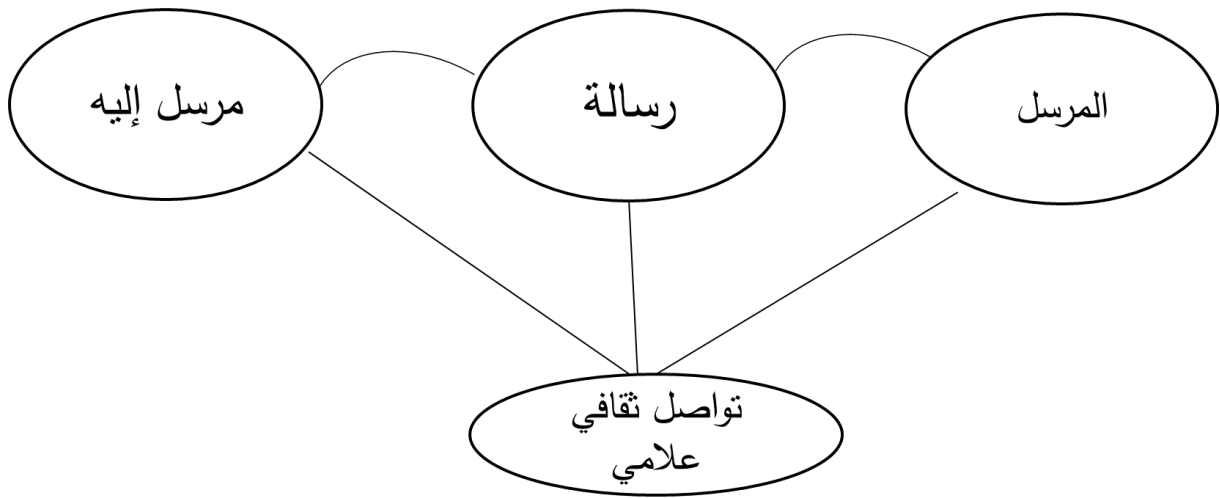 المرسل
رسالة
مرسل إليه
تواصل ثقافي
علامي